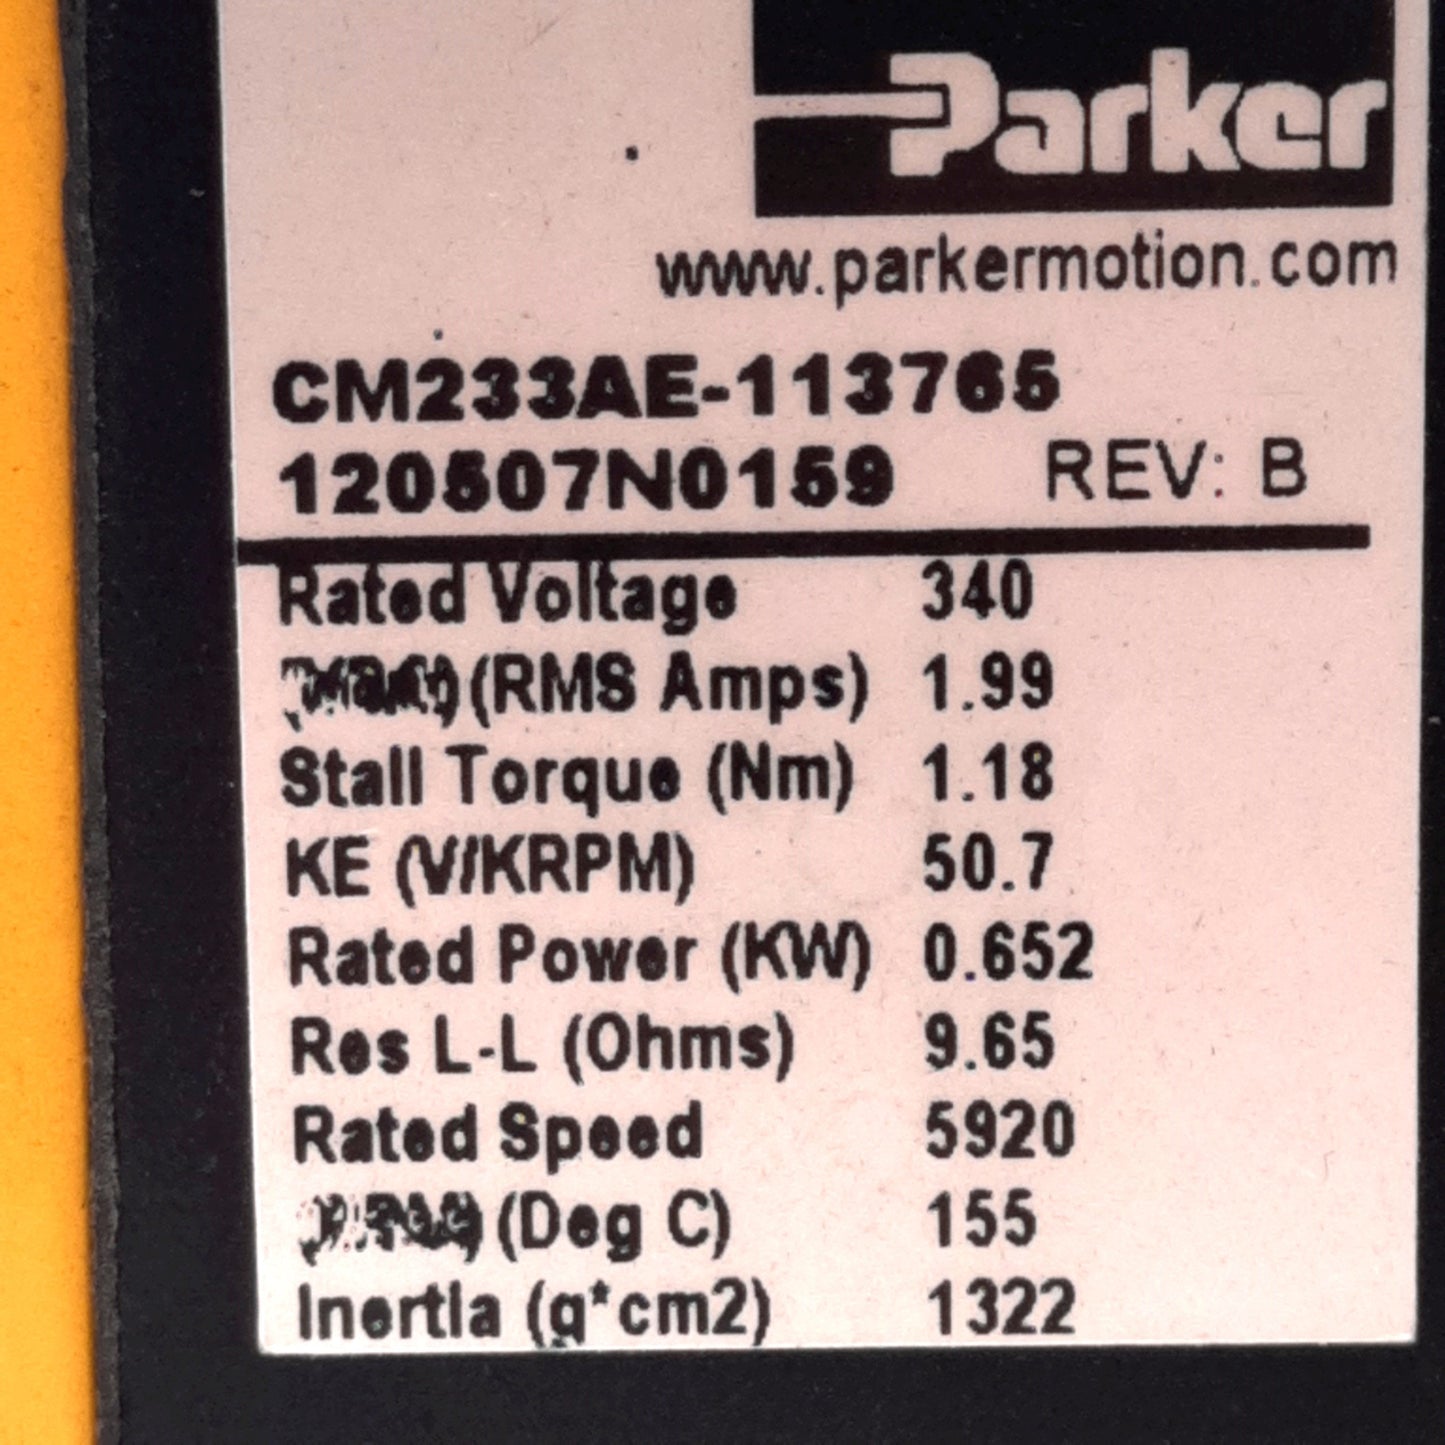 Parker
www.parkermotion.com
CM233AE-113765
120507N0159 REV: B
Rated Voltage 340
(RMS Amps) 1.99
Stall Torque (Nm) 1.18
KE (V/KRPM) 50.7
Rated Power (KW) 0.652
Res L-L (Ohms) 9.65
Rated Speed 5920
(Deg C) 155
Inertia (g*cm2) 1322